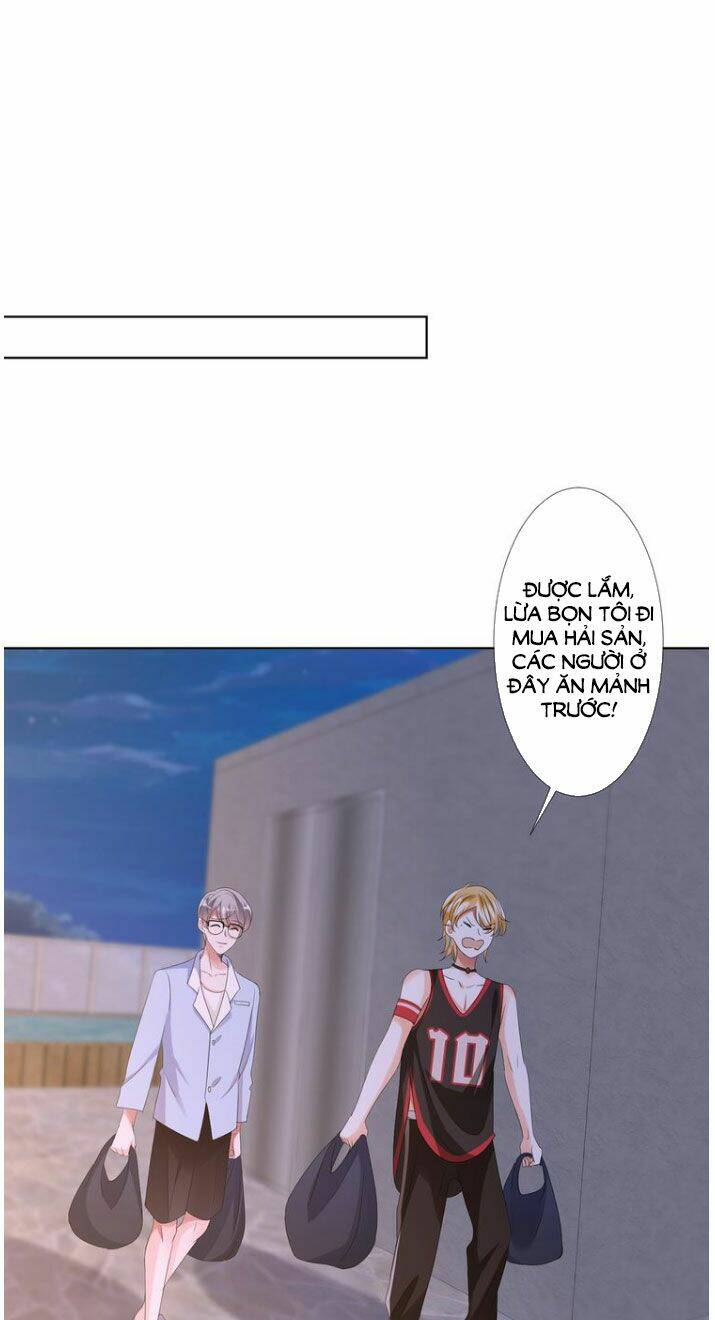 ĐƯỢC LẮM,
LỪA BỌN TÔI ĐI
MUA HẢI SẢN,
CÁC NGƯỜI Ở
ĐÂY ĂN MẢNH
TRƯỚC!
10